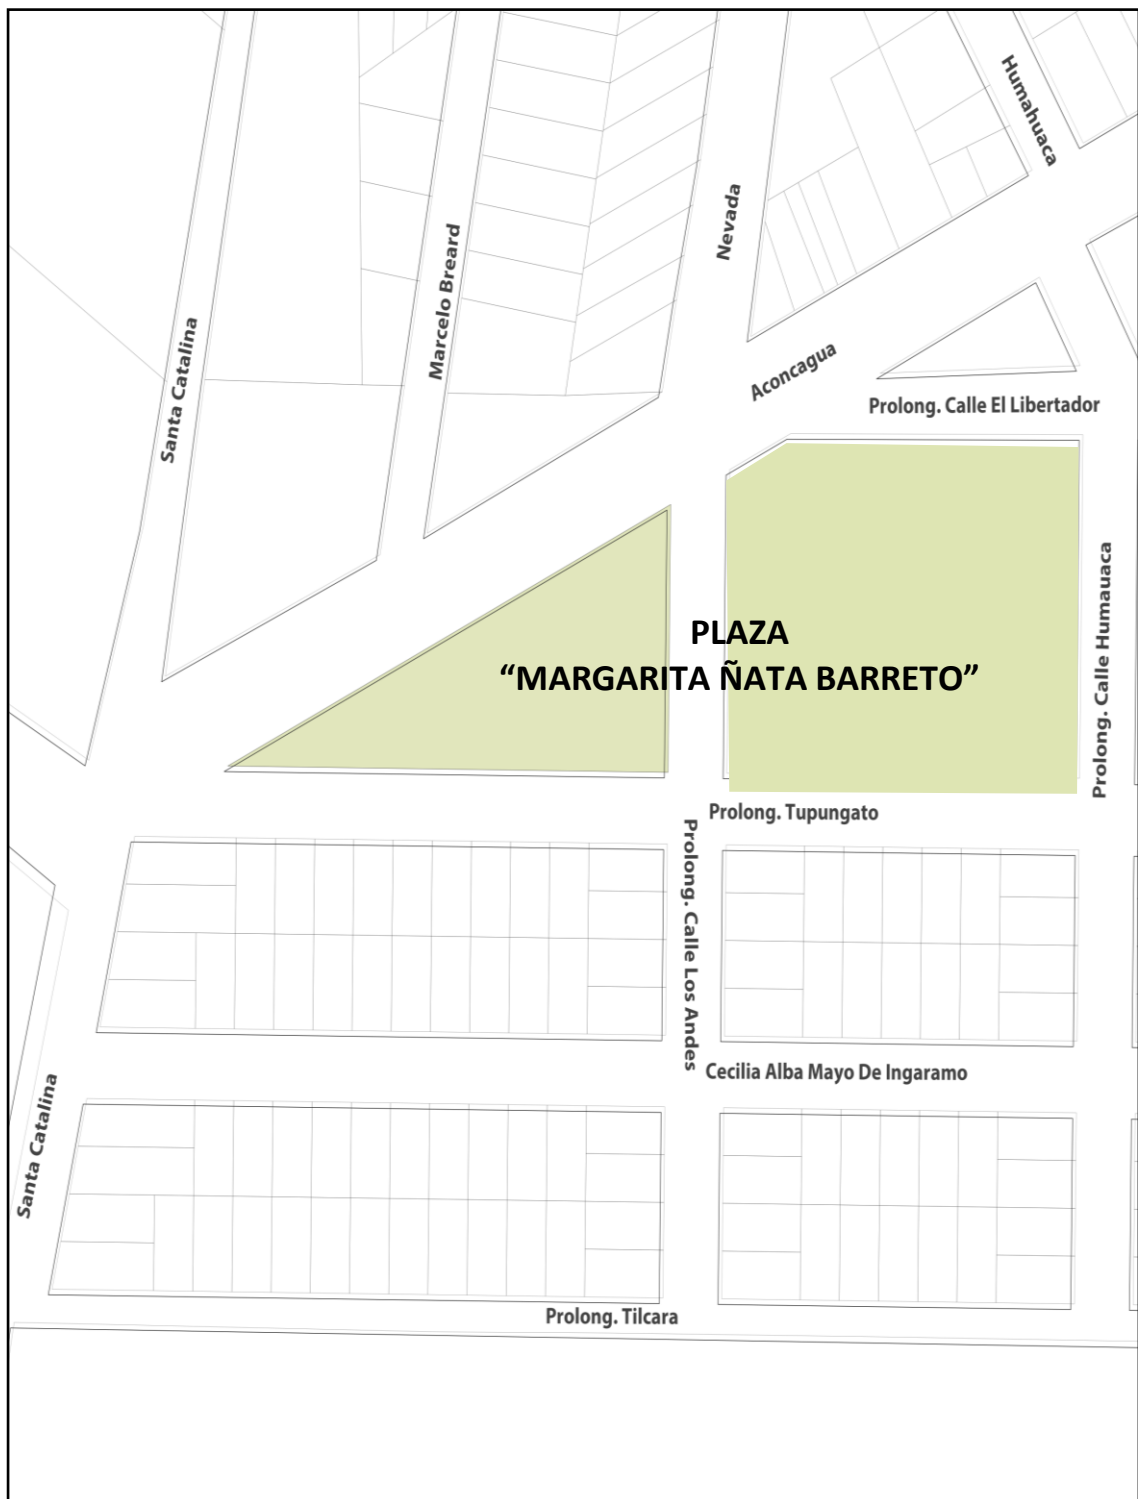 Humahuaca
Nevada
Marcelo Breard
Santa Catalina
Aconcagua
Prolong. Calle El Libertador
Prolong. Calle Humauaca
PLAZA
“MARGARITA ÑATA BARRETO”
Prolong. Tupungato
Prolong. Calle Los Andes
Cecilia Alba Mayo De Ingaramo
Santa Catalina
Prolong. Tilcara